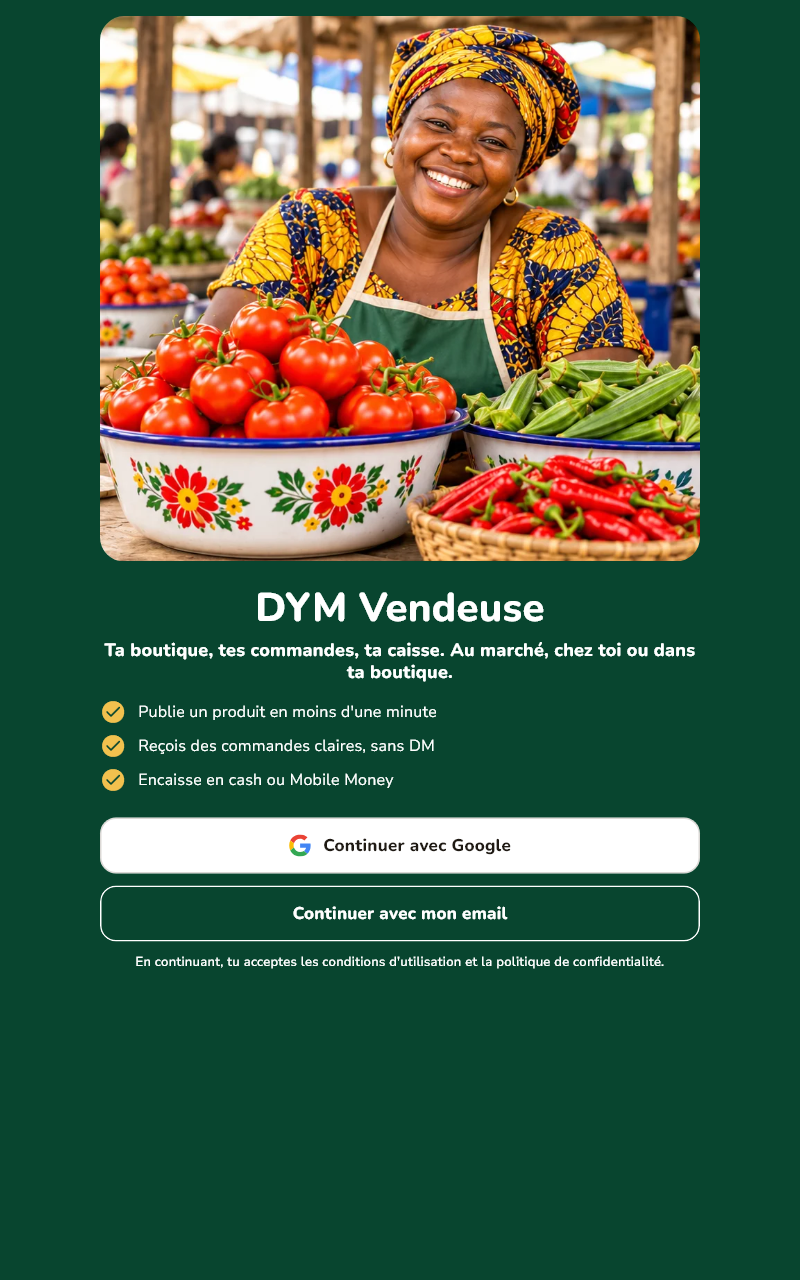 DYM Vendeuse
Ta boutique, tes commandes, ta caisse. Au marché, chez toi ou dans
ta boutique.
Publie un produit en moins d'une minute
Reçois des commandes claires, sans DM
Encaisse en cash ou Mobile Money
Continuer avec Google
Continuer avec mon email
En continuant, tu acceptes les conditions d'utilisation et la politique de confidentialité.